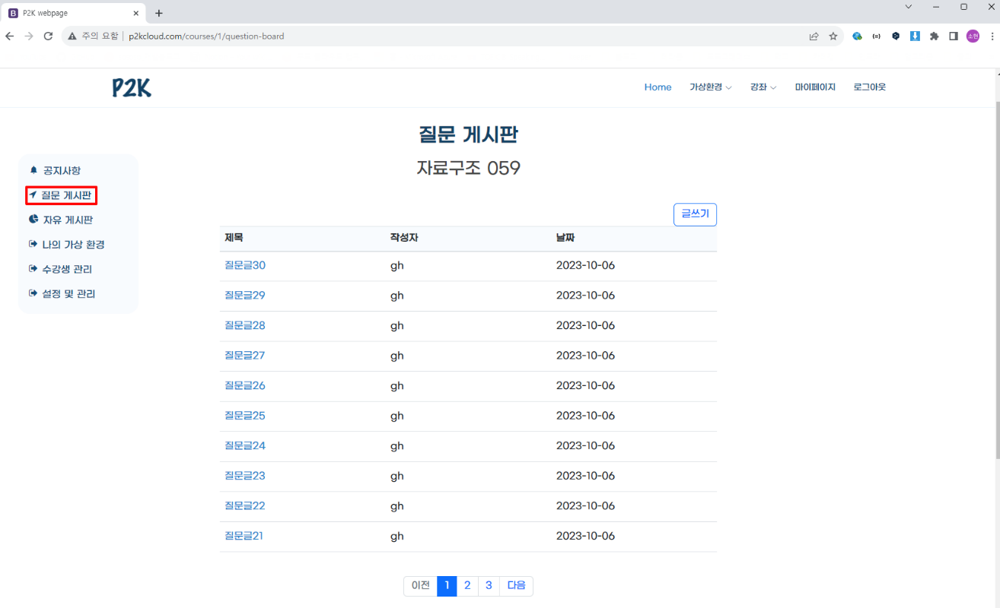 B P2K webpage
주의 요함 | p2kcloud.com/courses/1/question-board
소현
P2K
Home 가상환경 강좌 마이페이지 로그아웃
질문 게시판
자료구조 059
공지사항
질문 게시판
자유 게시판
나의 가상 환경
수강생 관리
설정 및 관리
글쓰기
제목 작성자 날짜
질문글30 gh 2023-10-06
질문글29 gh 2023-10-06
질문글28 gh 2023-10-06
질문글27 gh 2023-10-06
질문글26 gh 2023-10-06
질문글25 gh 2023-10-06
질문글24 gh 2023-10-06
질문글23 gh 2023-10-06
질문글22 gh 2023-10-06
질문글21 gh 2023-10-06
이전 1 2 3 다음